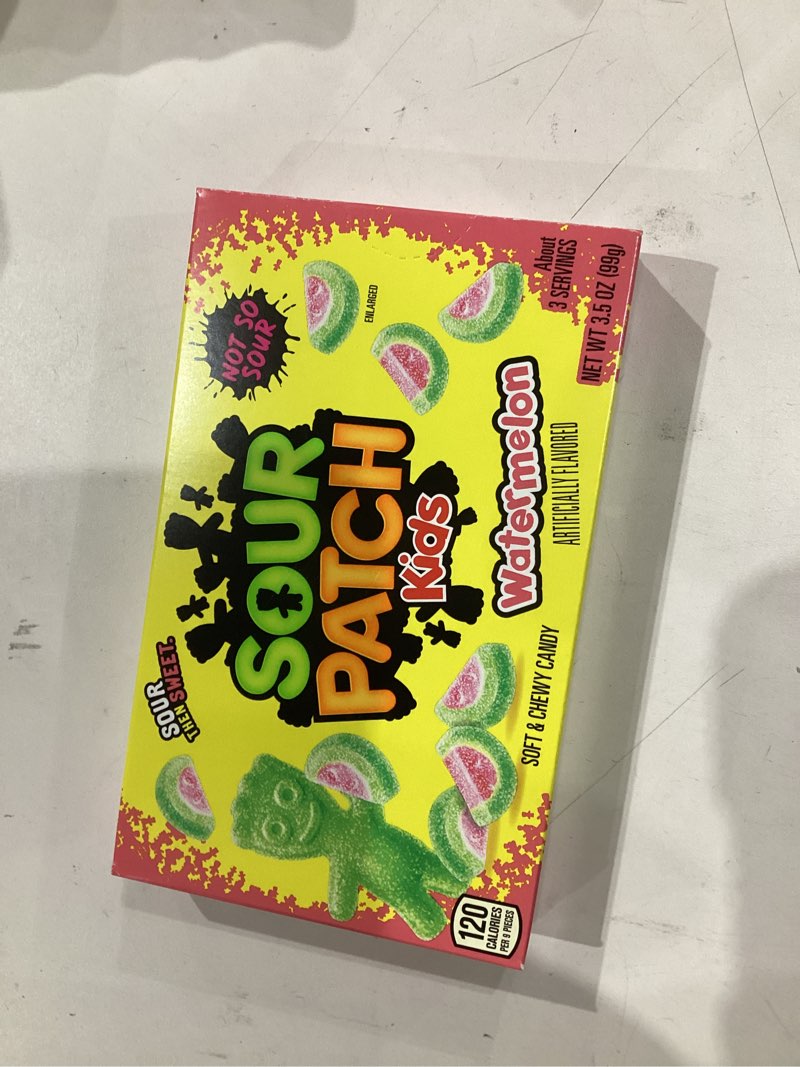 SOUR
THEN SWEET.
NOT SO
SOUR
SOUR
PATCH
Kids
ENLARGED
Watermelon
ARTIFICIALLY FLAVORED
SOFT & CHEWY CANDY
120
CALORIES
PER 9 PIECES
About
3 SERVINGS
NET WT 3.5 OZ (99g)